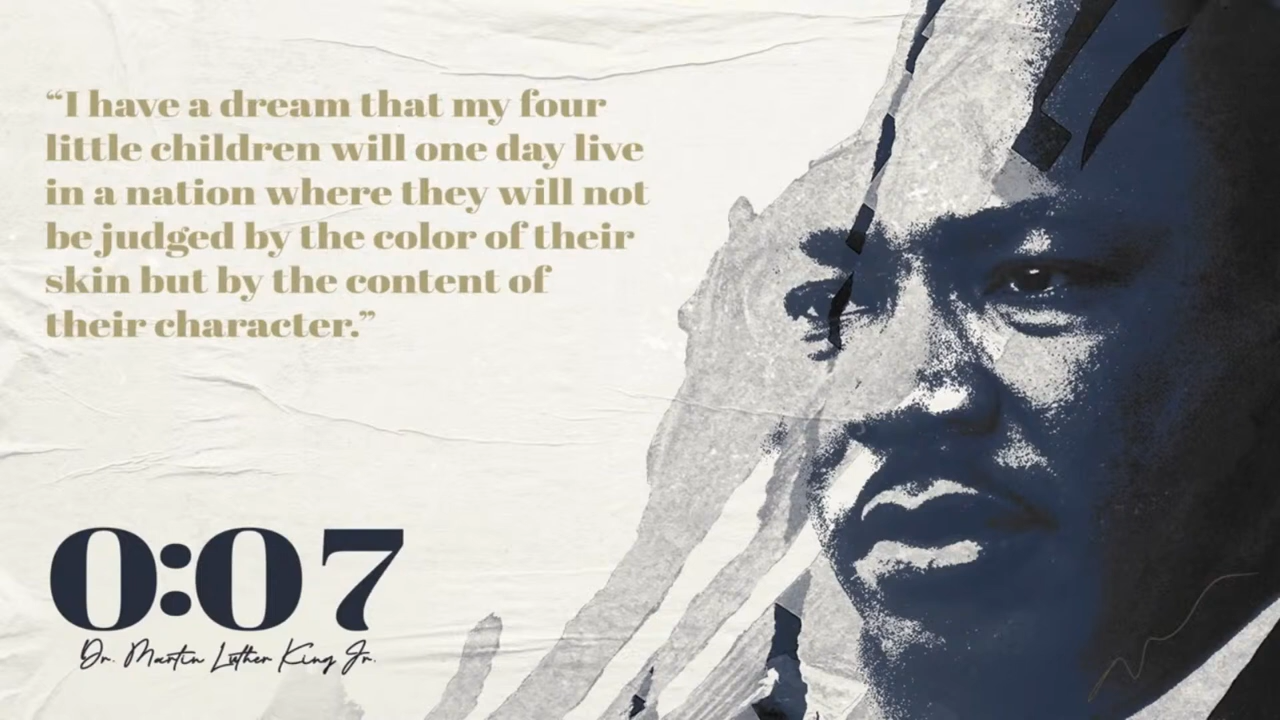 “I have a dream that my four
little children will one day live
in a nation where they will not
be judged by the color of their
skin but by the content of
their character.”
0:07
Dr. Martin Luther King Jr.